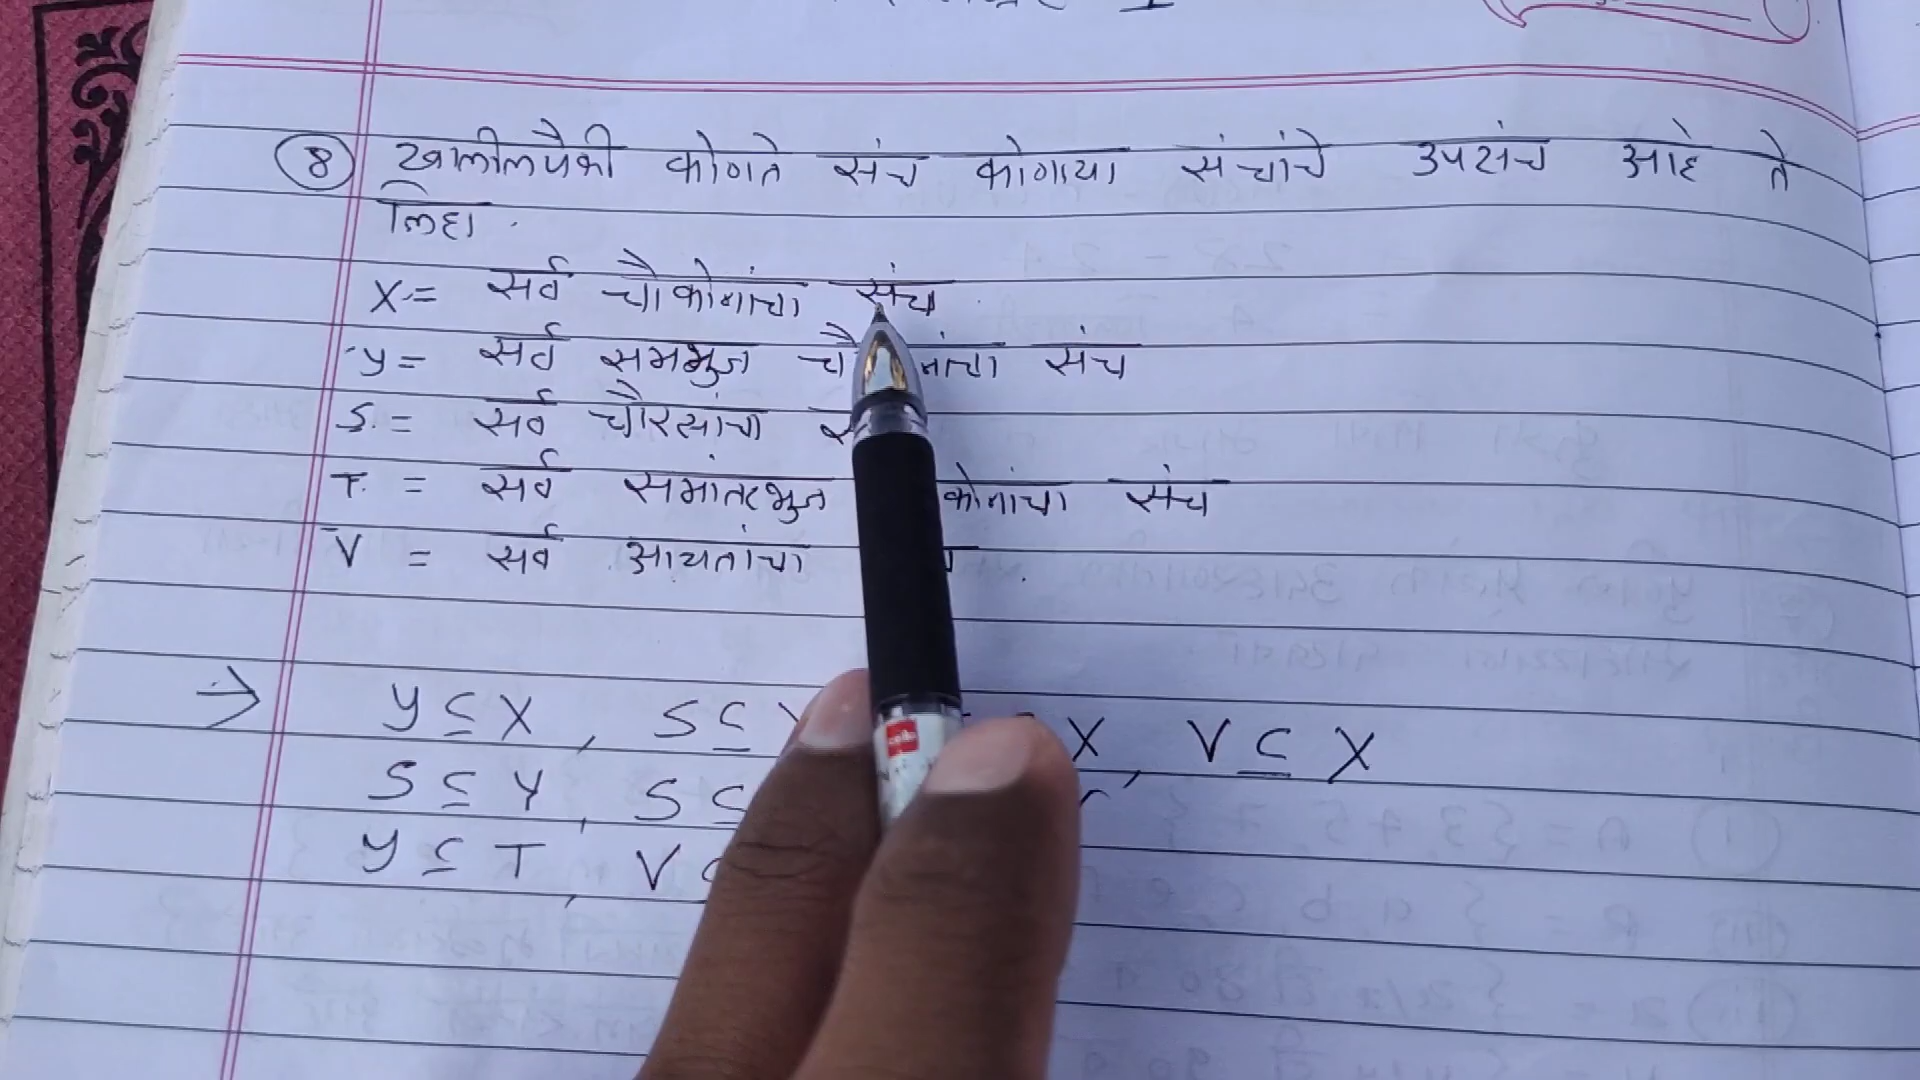 8 खालीलपैकी कोणते संच कोणत्या संचांचे उपसंच आहे ते
लिहा .
X = सर्व चौकोनांचा संच
y = सर्व समभुज संच
S = सर्व चौरसांचा
T = सर्व समांतरभुज कोनांचा संच
V = सर्व आयतांचा
→ y ⊆ X , S ⊆ X, V ⊆ X
S ⊆ Y , S ⊆
y ⊆ T , V